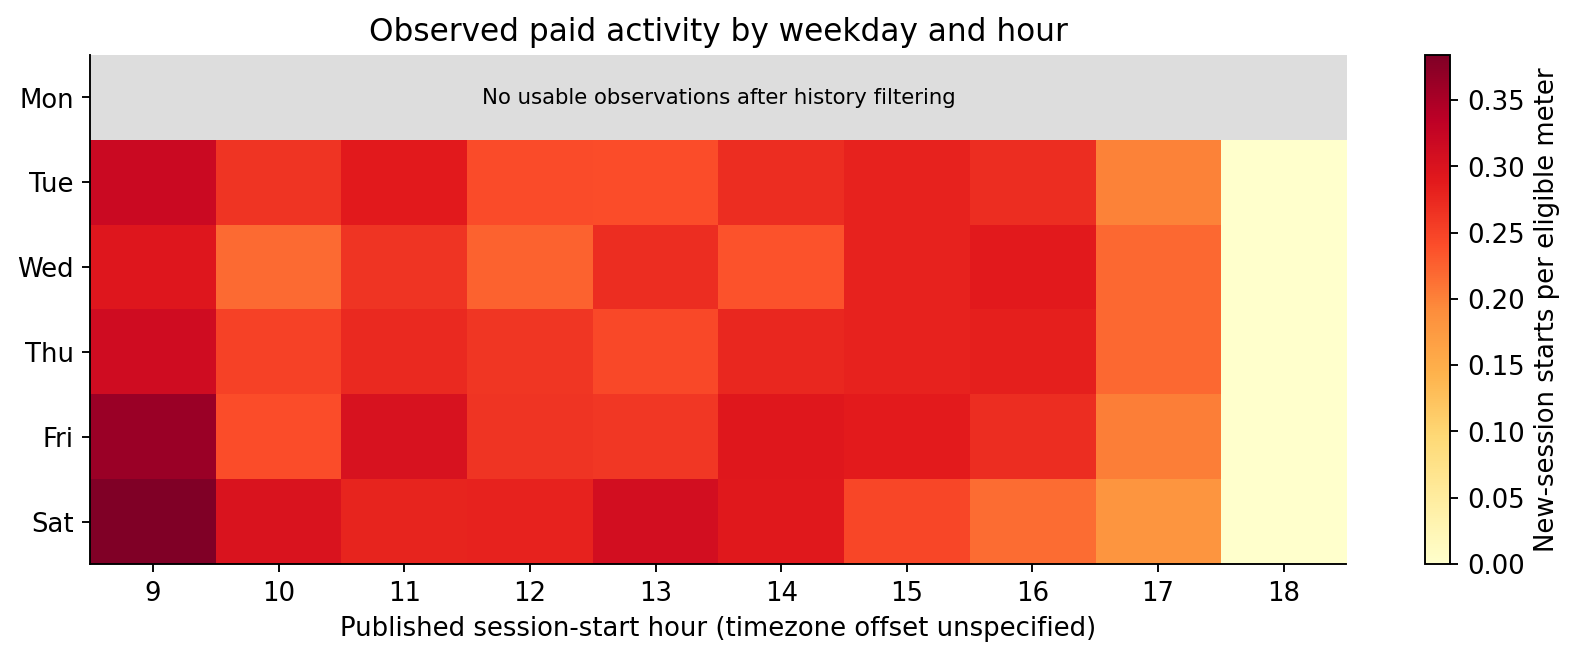 Observed paid activity by weekday and hour
Mon
No usable observations after history filtering
Tue
Wed
Thu
Fri
Sat
9 10 11 12 13 14 15 16 17 18
Published session-start hour (timezone offset unspecified)
0.35
0.30
0.25
0.20
0.15
0.10
0.05
0.00
New-session starts per eligible meter